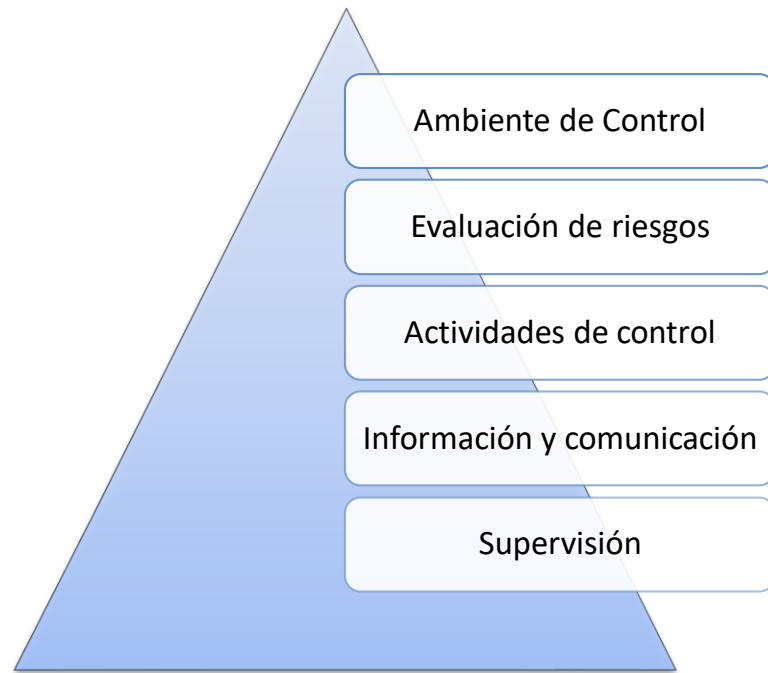 Ambiente de Control
Evaluación de riesgos
Actividades de control
Información y comunicación
Supervisión